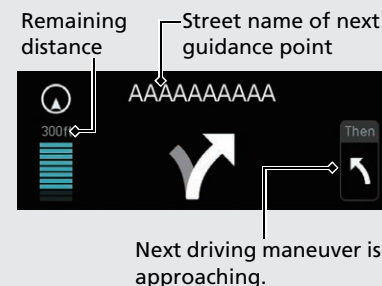 Remaining
distance
Street name of next
guidance point
AAAAAAAAAA
300ft
Then
Next driving maneuver is
approaching.